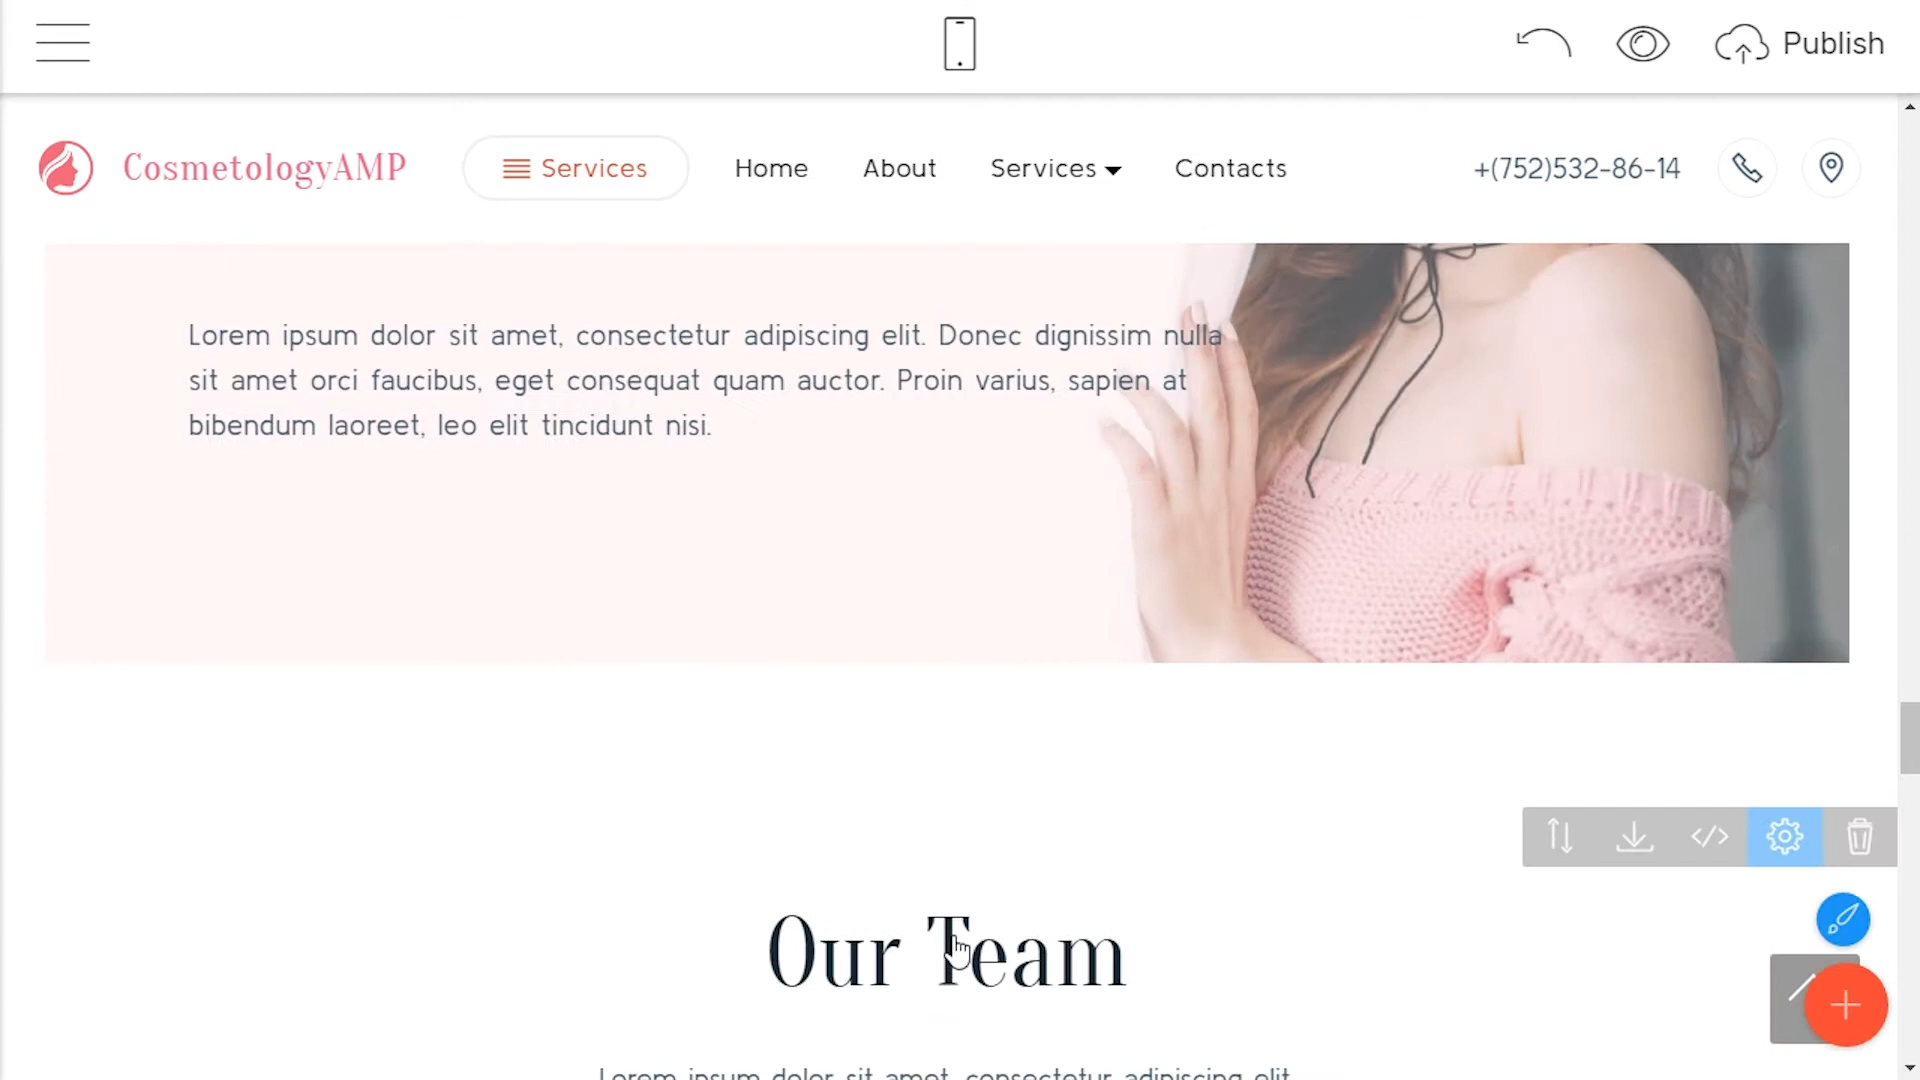 Publish
CosmetologyAMP
Services
Home
About
Services
Contacts
+(752)532-86-14
Lorem ipsum dolor sit amet, consectetur adipiscing elit. Donec dignissim nulla
sit amet orci faucibus, eget consequat quam auctor. Proin varius, sapien at
bibendum laoreet, leo elit tincidunt nisi.
</>
Our Team
Lorem ipsum dolor sit amet, consectetur adipiscing elit.